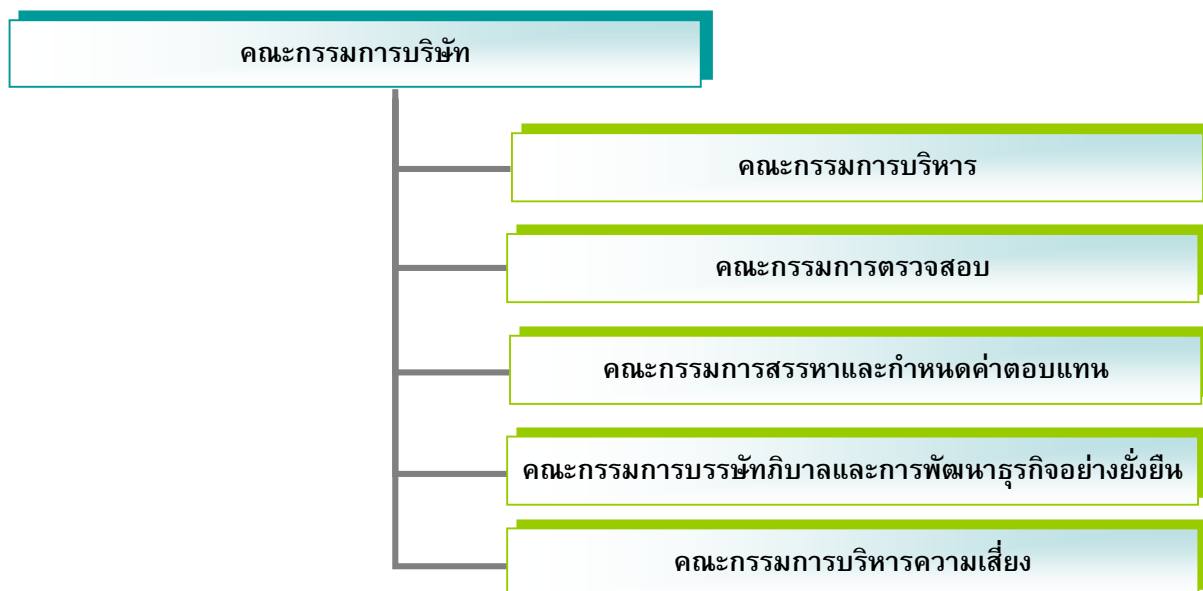 คณะกรรมการบริษัท
คณะกรรมการบริหาร
คณะกรรมการตรวจสอบ
คณะกรรมการสรรหาและกำหนดค่าตอบแทน
คณะกรรมการบรรษัทภิบาลและการพัฒนาธุรกิจอย่างยั่งยืน
คณะกรรมการบริหารความเสี่ยง